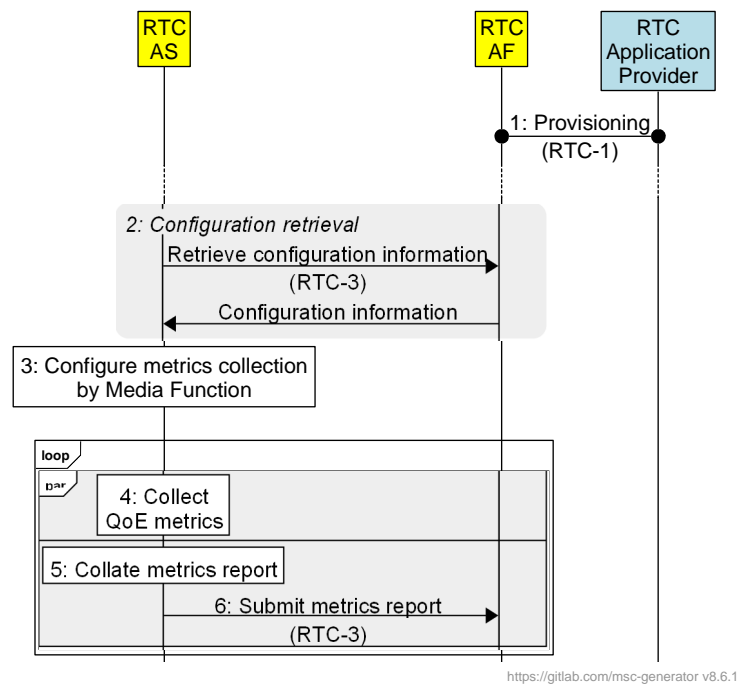 RTC
AS
RTC
AF
RTC
Application
Provider
1: Provisioning
(RTC-1)
2: Configuration retrieval
Retrieve configuration information
(RTC-3)
Configuration information
3: Configure metrics collection
by Media Function
loop
par
4: Collect
QoE metrics
5: Collate metrics report
6: Submit metrics report
(RTC-3)
https://gitlab.com/msc-generator v8.6.1